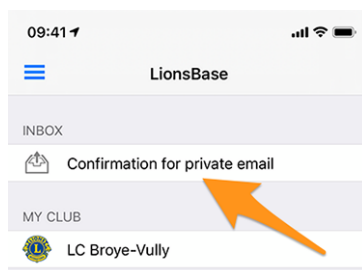 09:41
LionsBase
INBOX
Confirmation for private email
MY CLUB
LC Broye-Vully